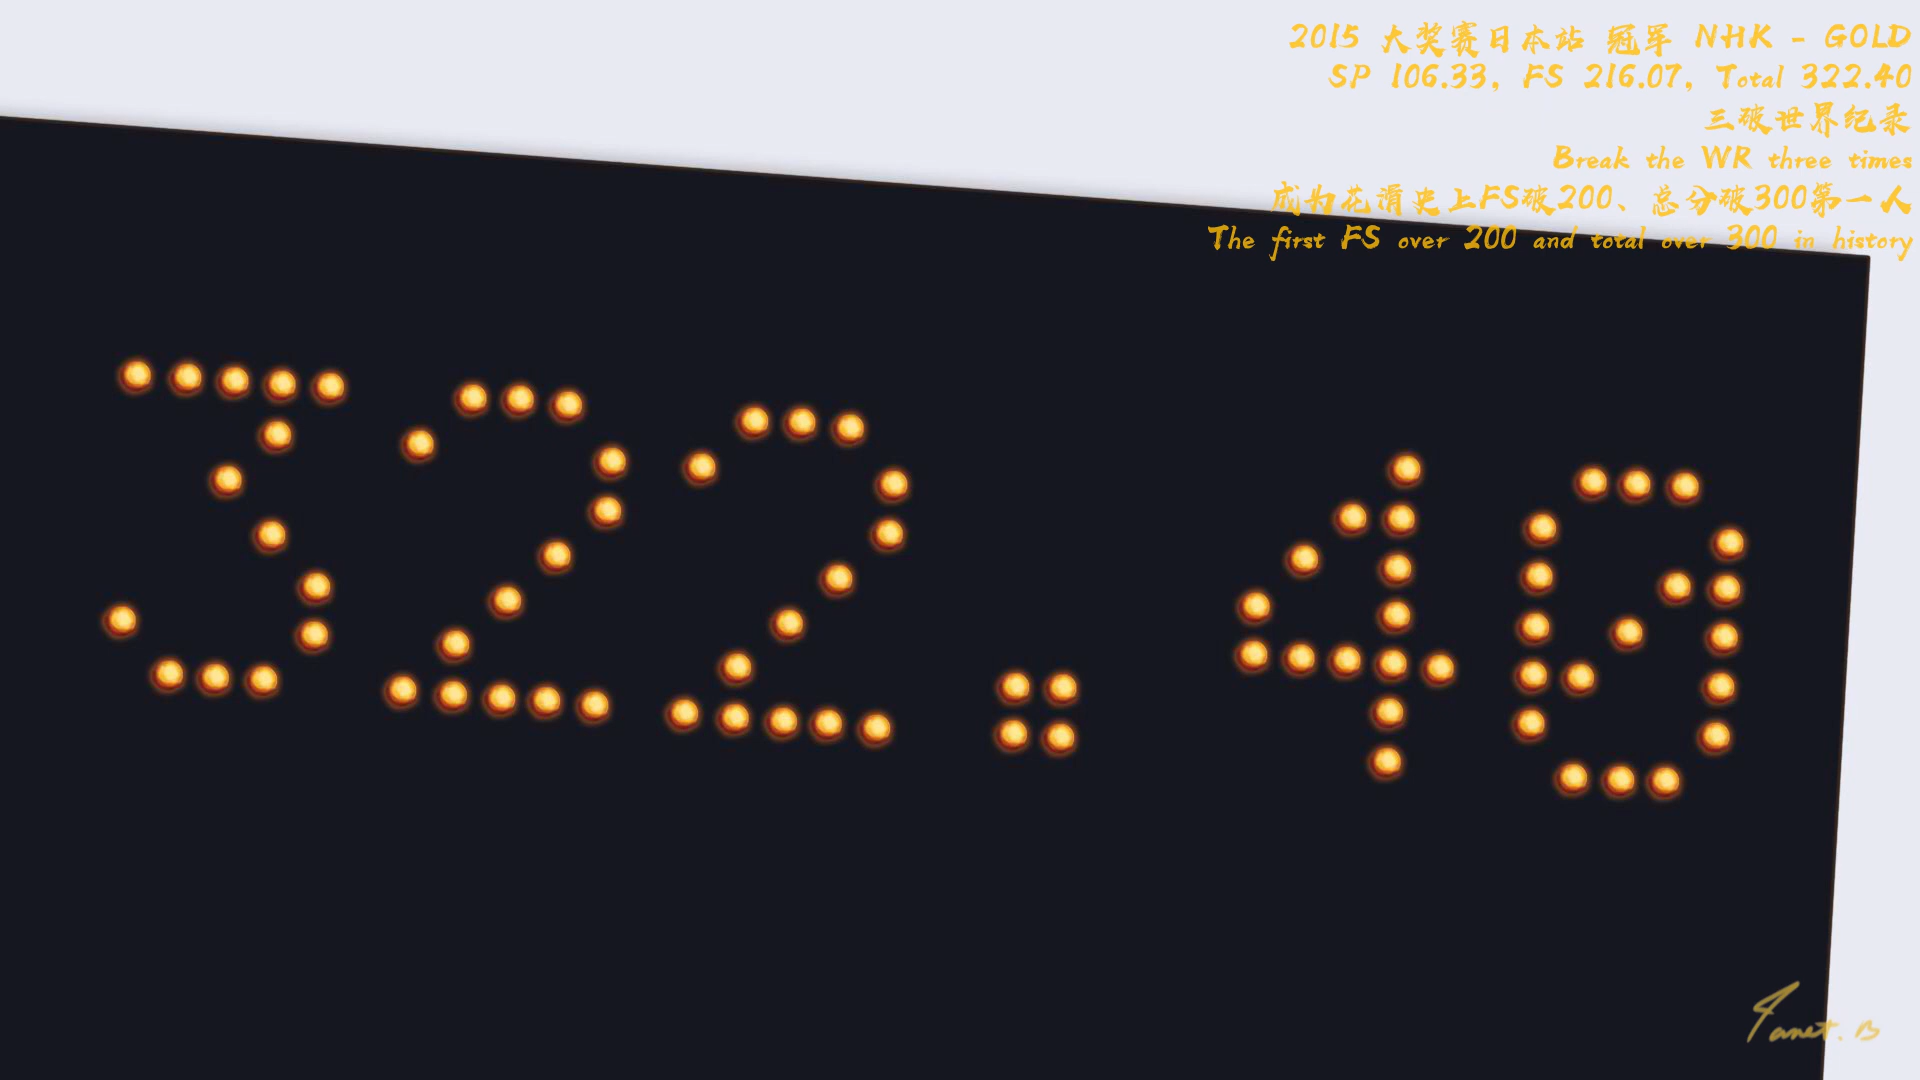 2015 大奖赛日本站 冠军 NHK - GOLD
SP 106.33, FS 216.07, Total 322.40
三破世界纪录
Break the WR three times
成为花滑史上FS破200、总分破300第一人
The first FS over 200 and total over 300 in history
322.40
Janet. B